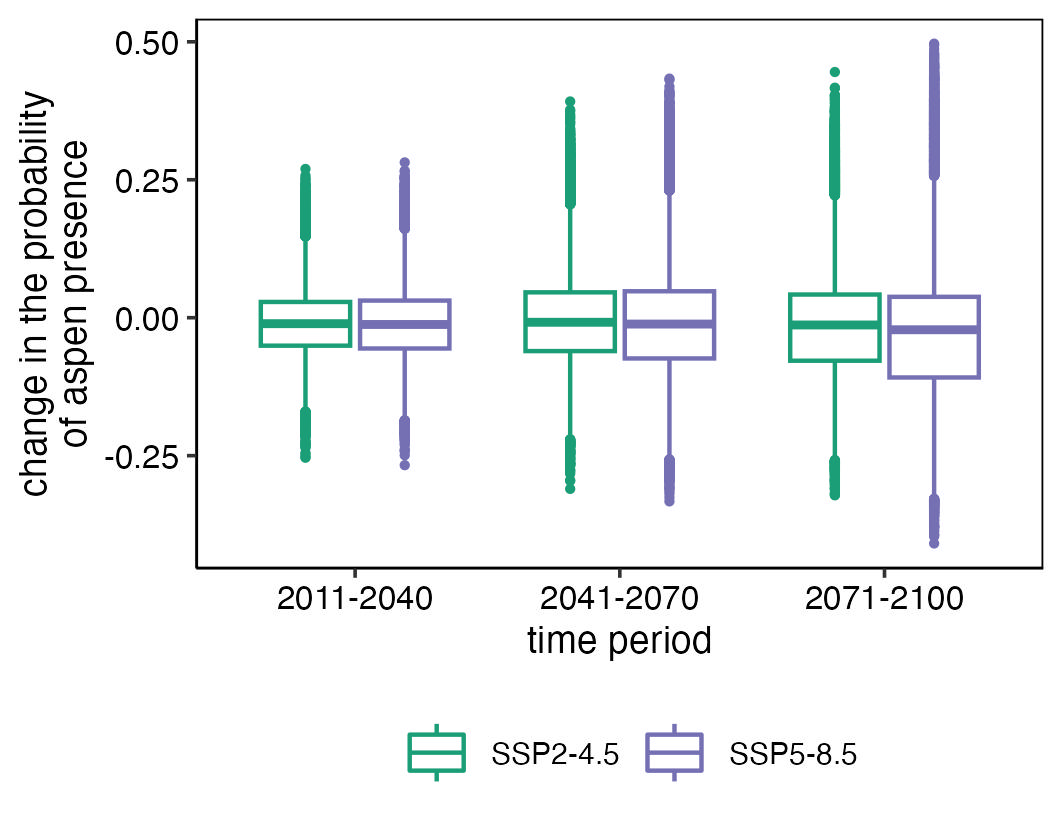 change in the probability
of aspen presence
0.50
0.25
0.00
-0.25
2011-2040 2041-2070 2071-2100
time period
SSP2-4.5 SSP5-8.5